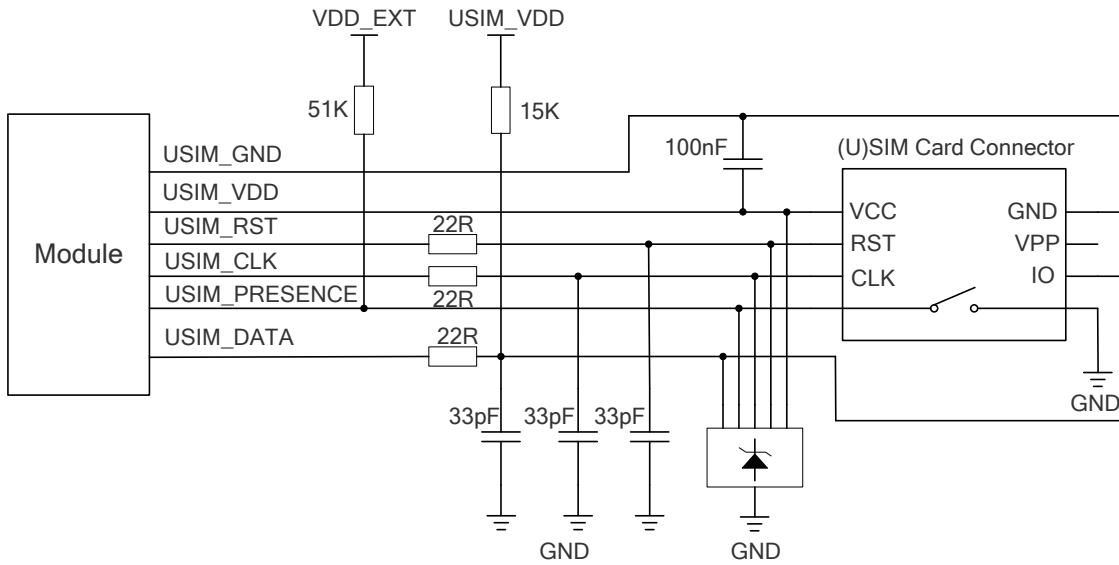 VDD_EXT
USIM_VDD
51K
15K
100nF
(U)SIM Card Connector
Module
USIM_GND
USIM_VDD
USIM_RST
22R
USIM_CLK
USIM_PRESENCE
22R
USIM_DATA
22R
VCC
GND
RST
VPP
CLK
IO
GND
33pF
33pF
33pF
GND
GND